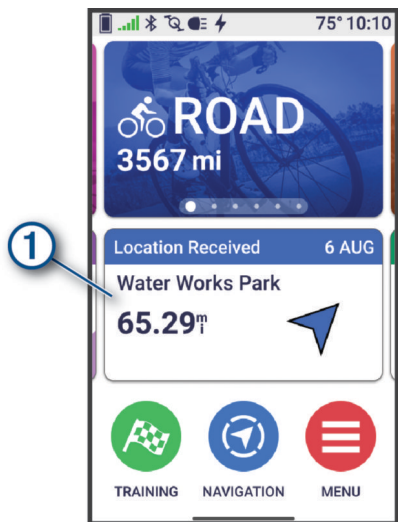 75° 10:10
ROAD
3567 mi
Location Received 6 AUG
1
Water Works Park
65.29 mi
TRAINING NAVIGATION MENU